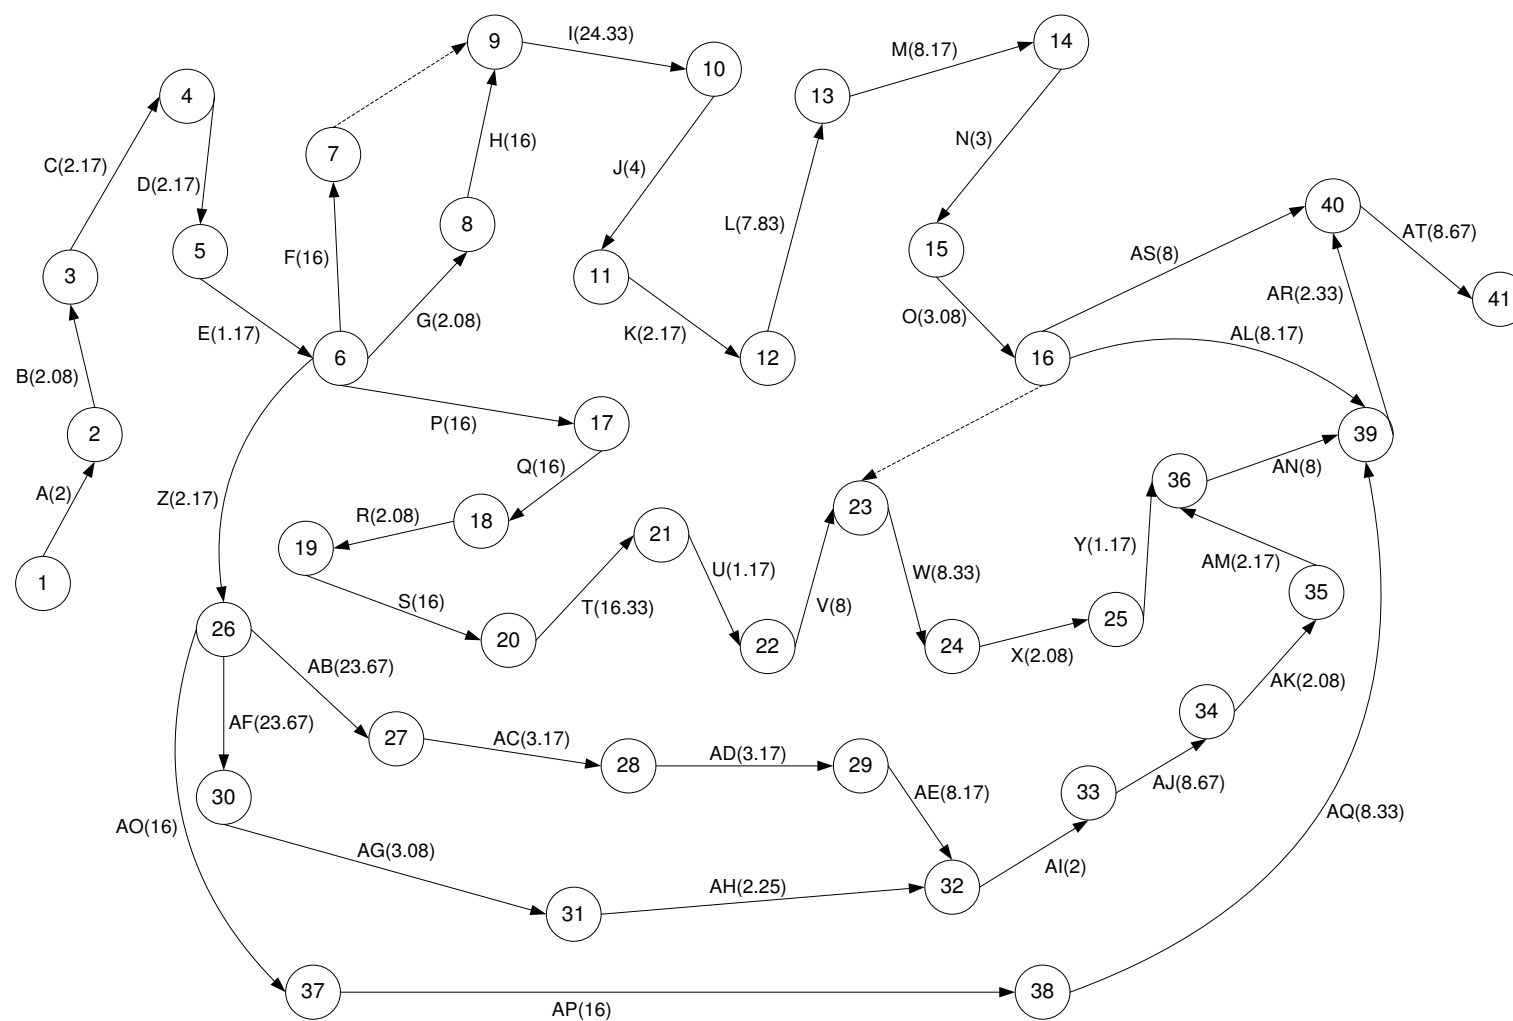 9
I(24.33)
14
M(8.17)
10
4
13
H(16)
N(3)
7
C(2.17)
J(4)
D(2.17)
40
8
L(7.83)
AT(8.67)
15
5
AS(8)
F(16)
3
11
AR(2.33)
41
O(3.08)
G(2.08)
E(1.17)
K(2.17)
AL(8.17)
6
12
16
B(2.08)
P(16)
17
2
39
Q(16)
AN(8)
36
A(2)
Z(2.17)
R(2.08)
18
23
19
21
Y(1.17)
AM(2.17)
U(1.17)
W(8.33)
1
35
S(16)
T(16.33)
V(8)
25
26
20
22
24
X(2.08)
AB(23.67)
AK(2.08)
34
AF(23.67)
27
AC(3.17)
AD(3.17)
28
29
AJ(8.67)
AE(8.17)
33
30
AQ(8.33)
AO(16)
AG(3.08)
AI(2)
AH(2.25)
32
31
37
38
AP(16)